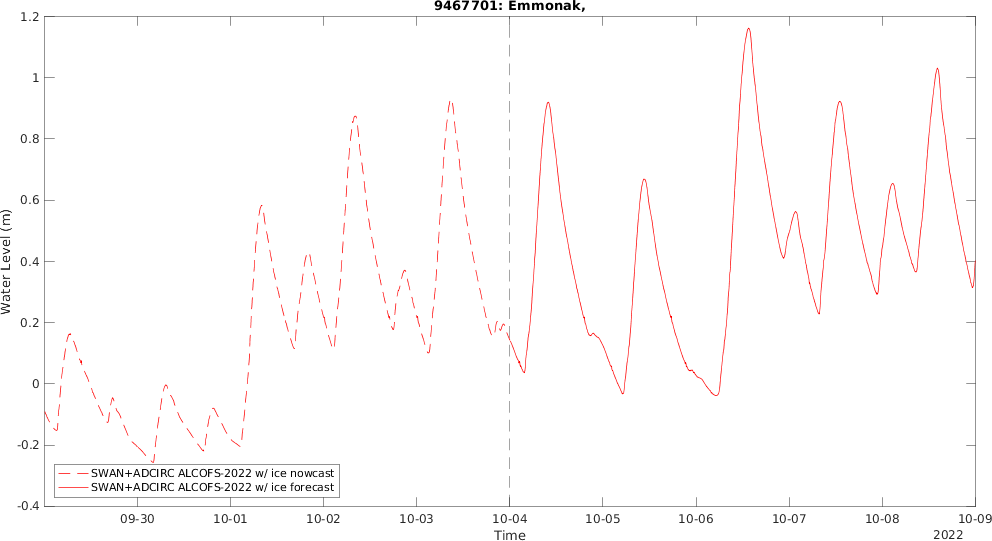 9467701: Emmonak,
1.2
1
0.8
0.6
0.4
0.2
0
-0.2
-0.4
Water Level (m)
SWAN+ADCIRC ALCOFS-2022 w/ ice nowcast
SWAN+ADCIRC ALCOFS-2022 w/ ice forecast
09-30 10-01 10-02 10-03 10-04 10-05 10-06 10-07 10-08 10-09
Time
2022